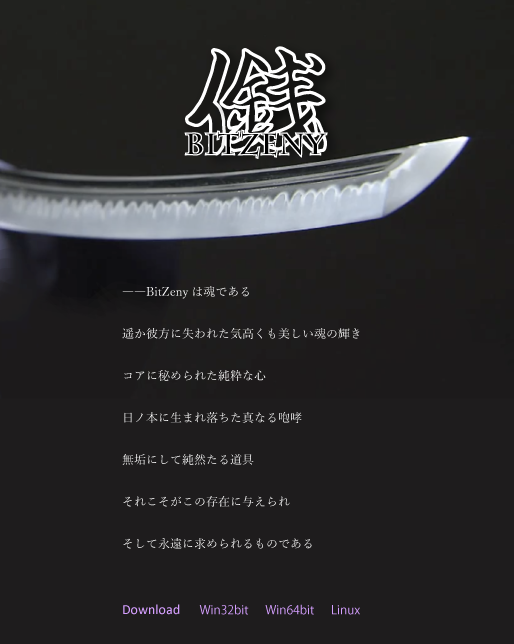 銭
BITZENY
――BitZeny は魂である
遥か彼方に失われた気高くも美しい魂の輝き
コアに秘められた純粋な心
日ノ本に生まれ落ちた真なる咆哮
無垢にして純然たる道具
それこそがこの存在に与えられ
そして永遠に求められるものである
Download Win32bit Win64bit Linux